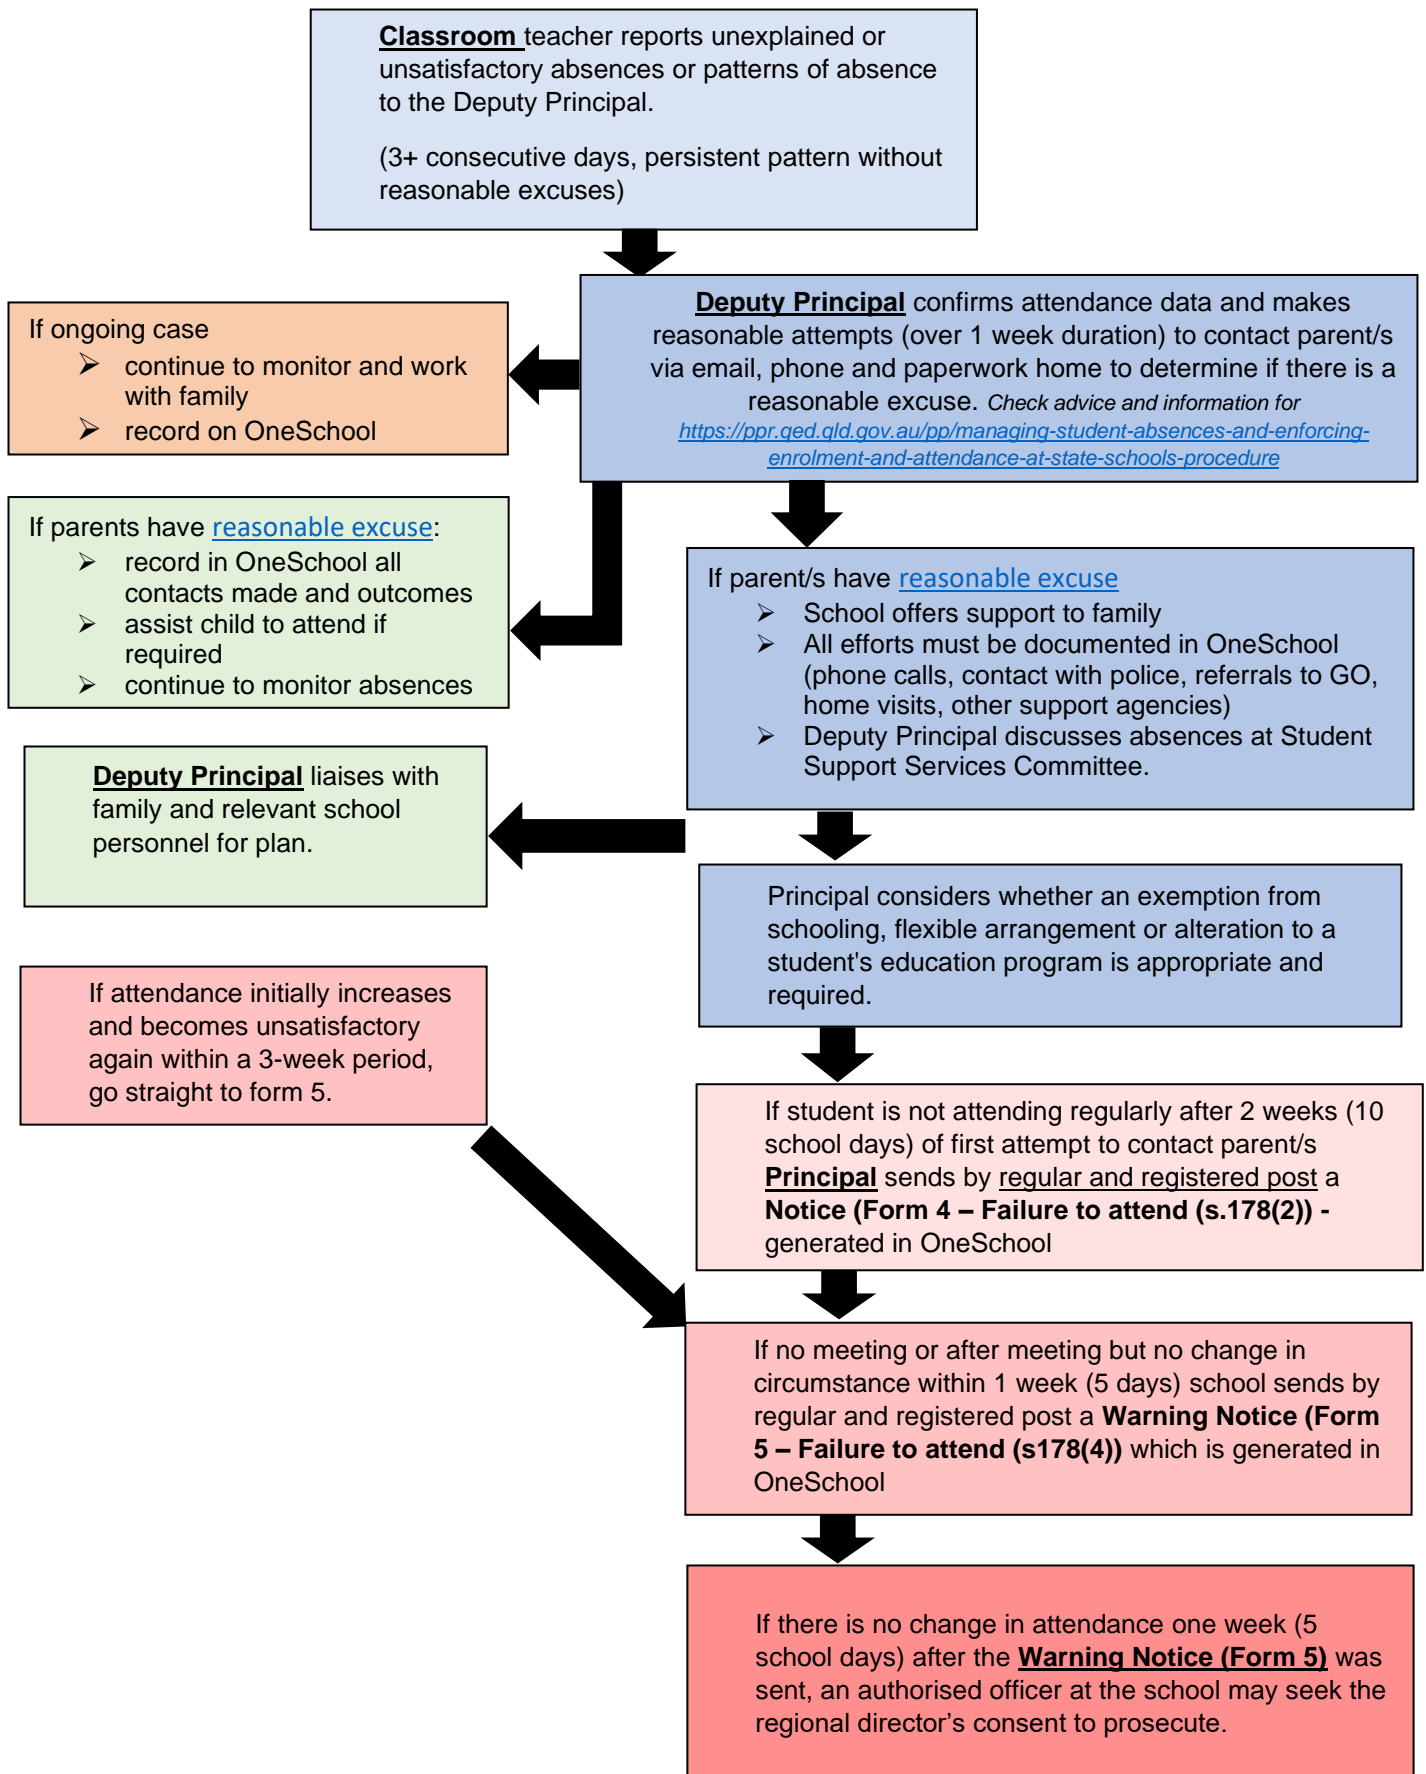 Classroom teacher reports unexplained or
unsatisfactory absences or patterns of absence
to the Deputy Principal.
(3+ consecutive days, persistent pattern without
reasonable excuses)
Deputy Principal confirms attendance data and makes
reasonable attempts (over 1 week duration) to contact parent/s
via email, phone and paperwork home to determine if there is a
reasonable excuse. Check advice and information for
https://ppr.qed.qld.gov.au/pp/managing-student-absences-and-enforcing-
enrolment-and-attendance-at-state-schools-procedure
If ongoing case
➢ continue to monitor and work
with family
➢ record on OneSchool
If parents have reasonable excuse:
➢ record in OneSchool all
contacts made and outcomes
➢ assist child to attend if
required
➢ continue to monitor absences
If parent/s have reasonable excuse
➢ School offers support to family
➢ All efforts must be documented in OneSchool
(phone calls, contact with police, referrals to GO,
home visits, other support agencies)
➢ Deputy Principal discusses absences at Student
Support Services Committee.
Deputy Principal liaises with
family and relevant school
personnel for plan.
Principal considers whether an exemption from
schooling, flexible arrangement or alteration to a
student's education program is appropriate and
required.
If attendance initially increases
and becomes unsatisfactory
again within a 3-week period,
go straight to form 5.
If student is not attending regularly after 2 weeks (10
school days) of first attempt to contact parent/s
Principal sends by regular and registered post a
Notice (Form 4 – Failure to attend (s.178(2)) -
generated in OneSchool
If no meeting or after meeting but no change in
circumstance within 1 week (5 days) school sends by
regular and registered post a Warning Notice (Form
5 – Failure to attend (s178(4)) which is generated in
OneSchool
If there is no change in attendance one week (5
school days) after the Warning Notice (Form 5) was
sent, an authorised officer at the school may seek the
regional director’s consent to prosecute.